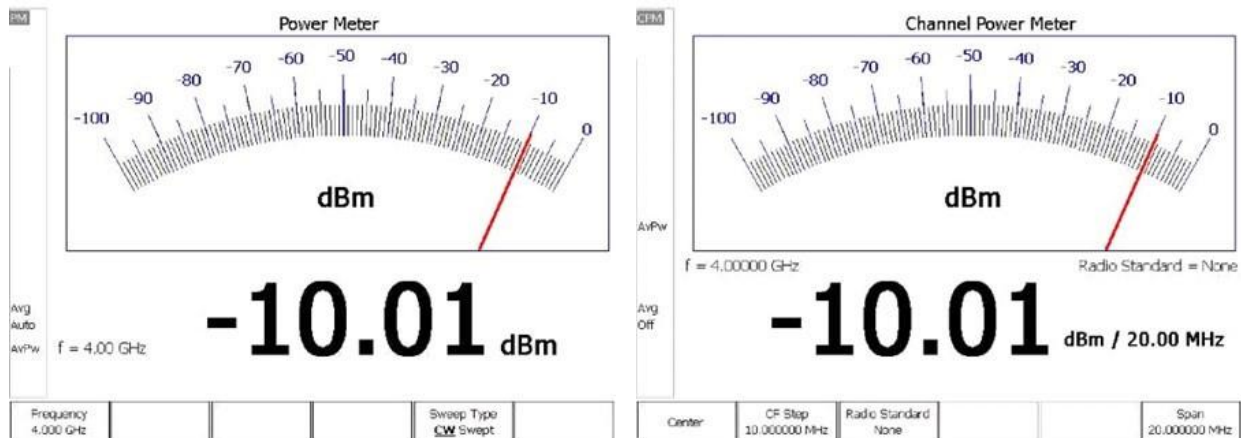 PM
Power Meter
-100
-90
-80
-70
-60
-50
-40
-30
-20
-10
0
dBm
Avg
Auto
AvPw
f = 4.00 GHz
-10.01 dBm
Frequency
4.000 GHz
Sweep Type
CW Swept
CPM
Channel Power Meter
-100
-90
-80
-70
-60
-50
-40
-30
-20
-10
0
dBm
AvPw
f = 4.00000 GHz
Radio Standard = None
Avg
Off
-10.01 dBm / 20.00 MHz
Center
CF Step
10.000000 MHz
Radio Standard
None
Span
20.000000 MHz